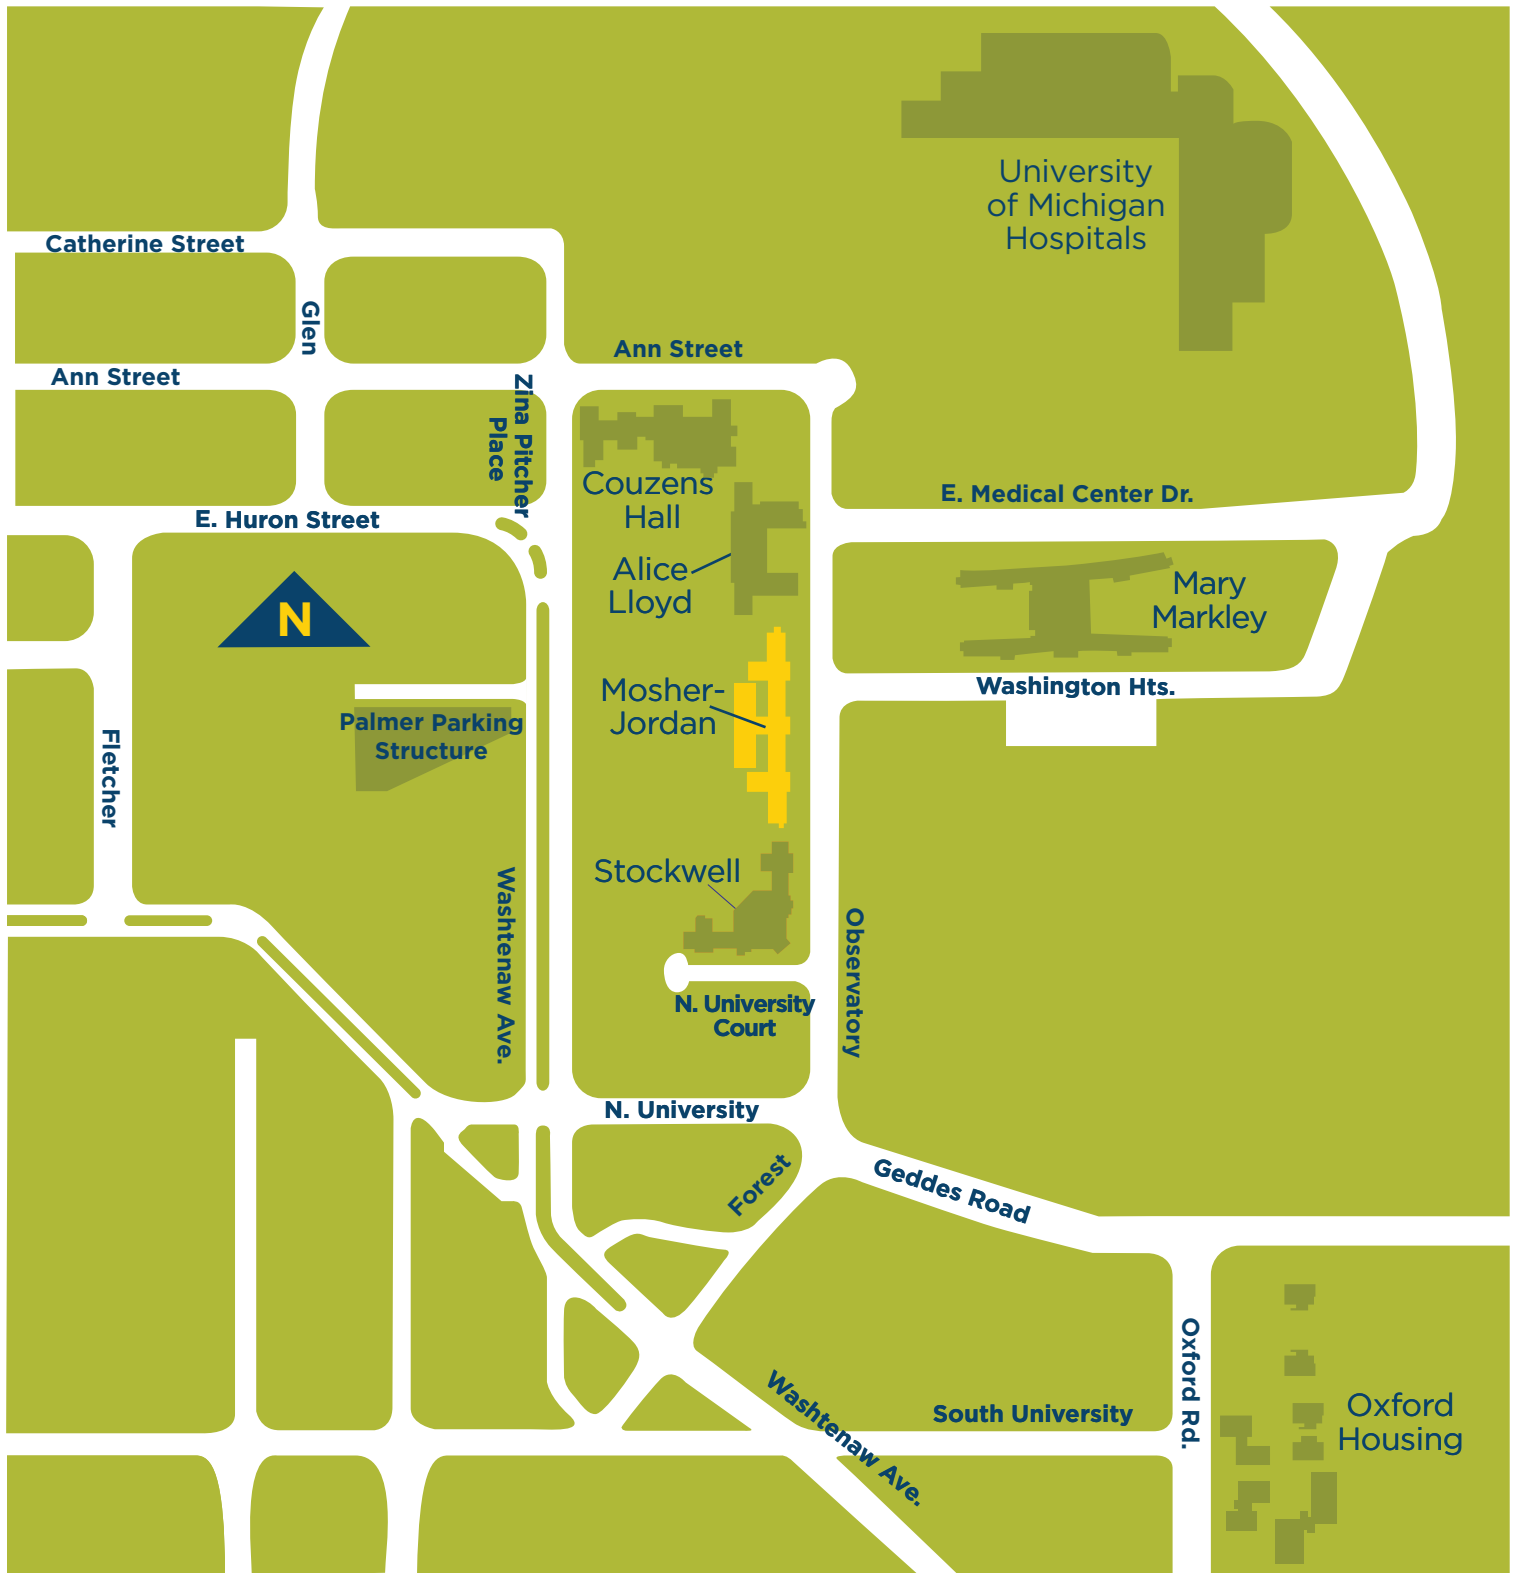 University
of Michigan
Hospitals
Catherine Street
Glen
Ann Street
Ann Street
Zina Pitcher
Place
Couzens
Hall
E. Medical Center Dr.
E. Huron Street
Alice
Lloyd
Mary
Markley
N
Mosher-
Jordan
Washington Hts.
Palmer Parking
Structure
Fletcher
Stockwell
Washtenaw Ave.
Observatory
N. University
Court
N. University
Forest
Geddes Road
Oxford Rd.
Washtenaw Ave.
South University
Oxford
Housing